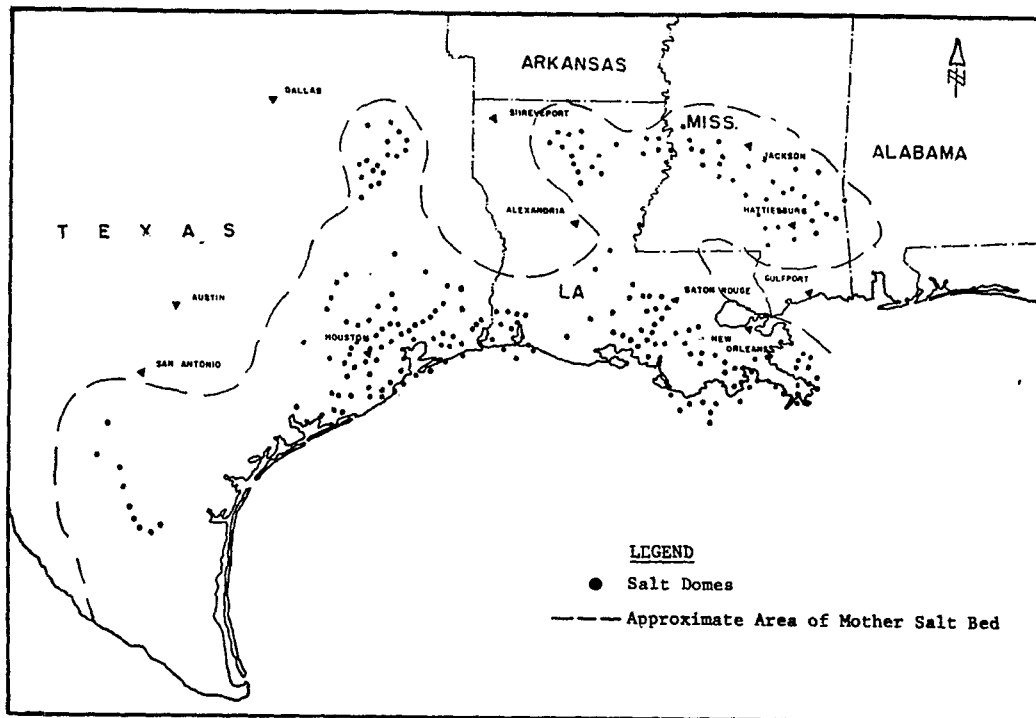 ARKANSAS
DALLAS
SHREVEPORT
MISS.
JACKSON
ALABAMA
ALEXANDRIA
HATTIESBURG
TEXAS
LA
BATON ROUGE
GULFPORT
AUSTIN
HOUSTON
NEW
ORLEANS
SAN ANTONIO
LEGEND
Salt Domes
Approximate Area of Mother Salt Bed